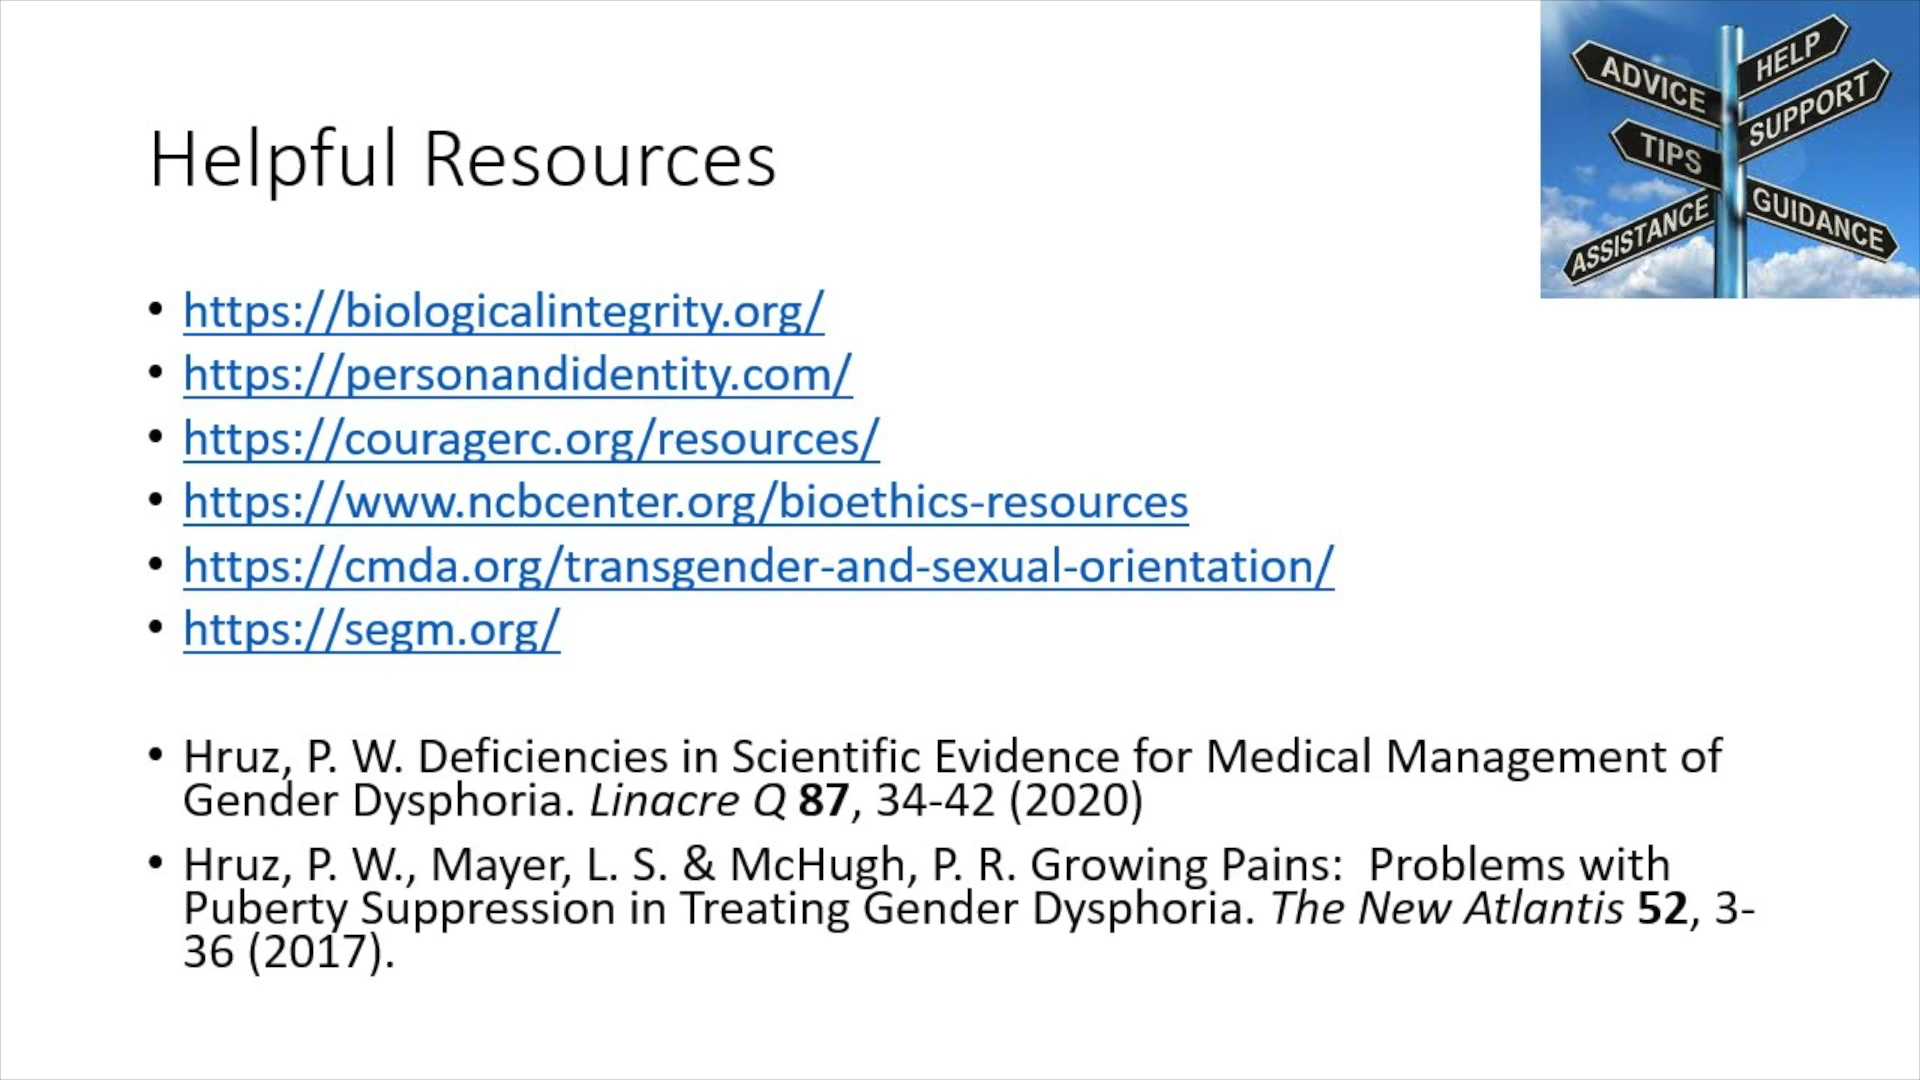 Helpful Resources
ADVICE
HELP
SUPPORT
TIPS
GUIDANCE
ASSISTANCE
• https://biologicalintegrity.org/
• https://personandidentity.com/
• https://couragerc.org/resources/
• https://www.ncbcenter.org/bioethics-resources
• https://cmda.org/transgender-and-sexual-orientation/
• https://segm.org/
• Hruz, P. W. Deficiencies in Scientific Evidence for Medical Management of
Gender Dysphoria. Linacre Q 87, 34-42 (2020)
• Hruz, P. W., Mayer, L. S. & McHugh, P. R. Growing Pains:  Problems with
Puberty Suppression in Treating Gender Dysphoria. The New Atlantis 52, 3-
36 (2017).